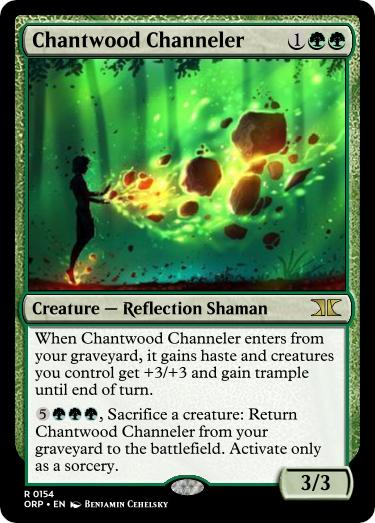 Chantwood Channeler 1
Creature — Reflection Shaman
When Chantwood Channeler enters from
your graveyard, it gains haste and creatures
you control get +3/+3 and gain trample
until end of turn.
5, Sacrifice a creature: Return
Chantwood Channeler from your
graveyard to the battlefield. Activate only
as a sorcery.
3/3
R 0154
ORP • EN Benjamin Cehelsky